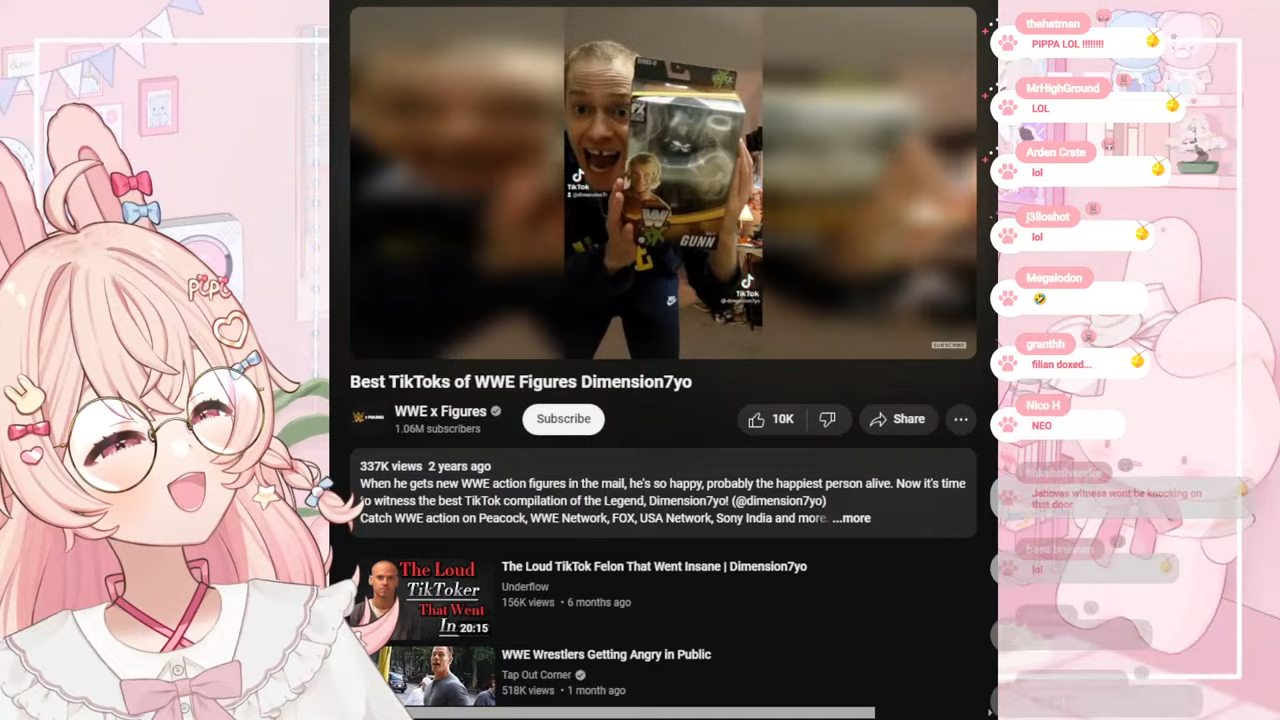 PiPi
TikTok
GUNN
TikTok
SUBSCRIBE
Best TikToks of WWE Figures Dimension7yo
WWE x Figures
1.06M subscribers
Subscribe
10K
Share
337K views 2 years ago
When he gets new WWE action figures in the mail, he's so happy, probably the happiest person alive. Now it's time
to witness the best TikTok compilation of the Legend, Dimension7yo! (@dimension7yo)
Catch WWE action on Peacock, WWE Network, FOX, USA Network, Sony India and more. ...more
The Loud
TikToker
That Went
In 20:15
The Loud TikTok Felon That Went Insane | Dimension7yo
Underflow
156K views • 6 months ago
WWE Wrestlers Getting Angry in Public
Tap Out Corner
518K views • 1 month ago
thehatman
PIPPA LOL !!!!!!!!
MrHighGround
LOL
Arden Crate
lol
j3lloshot
lol
Megalodon
granthh
filian doxed...
Nico H
NEO
Jehovas witness wont be knocking on
that door
lol